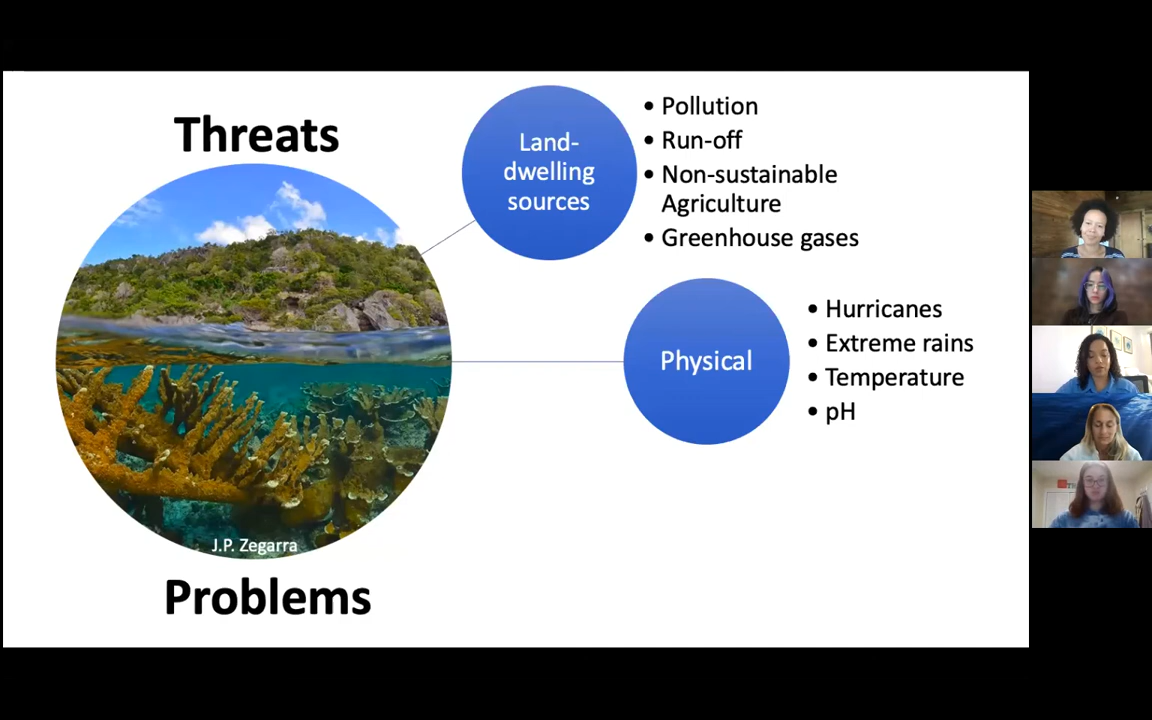 Threats
J.P. Zegarra
Problems
Land-
dwelling
sources
• Pollution
• Run-off
• Non-sustainable
Agriculture
• Greenhouse gases
Physical
• Hurricanes
• Extreme rains
• Temperature
• pH